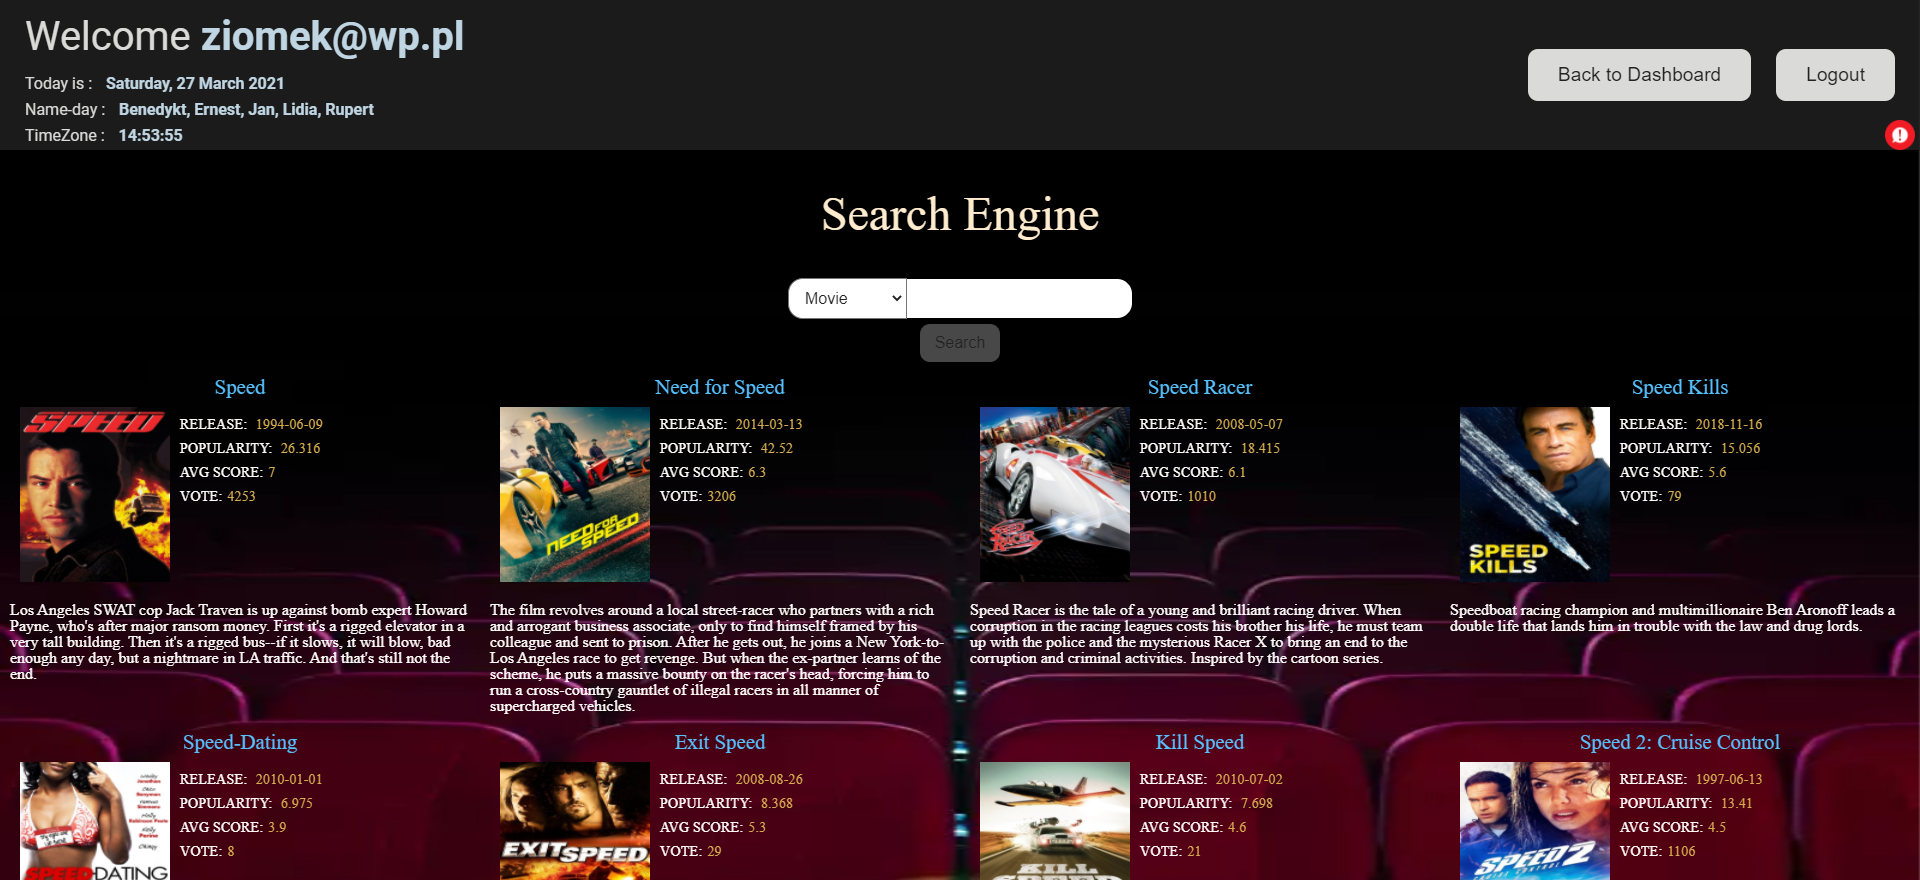 Welcome ziomek@wp.pl
Today is : Saturday, 27 March 2021
Name-day : Benedykt, Ernest, Jan, Lidia, Rupert
TimeZone : 14:53:55
Back to Dashboard
Logout
Search Engine
Movie
Search
Speed
SPEED
RELEASE: 1994-06-09
POPULARITY: 26.316
AVG SCORE: 7
VOTE: 4253
Los Angeles SWAT cop Jack Traven is up against bomb expert Howard
Payne, who's after major ransom money. First it's a rigged elevator in a
very tall building. Then it's a rigged bus--if it slows, it will blow, bad
enough any day, but a nightmare in LA traffic. And that's still not the
end.
Need for Speed
NEED FOR
SPEED
RELEASE: 2014-03-13
POPULARITY: 42.52
AVG SCORE: 6.3
VOTE: 3206
The film revolves around a local street-racer who partners with a rich
and arrogant business associate, only to find himself framed by his
colleague and sent to prison. After he gets out, he joins a New York-to-
Los Angeles race to get revenge. But when the ex-partner learns of the
scheme, he puts a massive bounty on the racer's head, forcing him to
run a cross-country gauntlet of illegal racers in all manner of
supercharged vehicles.
Speed Racer
SPEED
RACER
RELEASE: 2008-05-07
POPULARITY: 18.415
AVG SCORE: 6.1
VOTE: 1010
Speed Racer is the tale of a young and brilliant racing driver. When
corruption in the racing leagues costs his brother his life, he must team
up with the police and the mysterious Racer X to bring an end to the
corruption and criminal activities. Inspired by the cartoon series.
Speed Kills
SPEED
KILLS
RELEASE: 2018-11-16
POPULARITY: 15.056
AVG SCORE: 5.6
VOTE: 79
Speedboat racing champion and multimillionaire Ben Aronoff leads a
double life that lands him in trouble with the law and drug lords.
Speed-Dating
SPEED-DATING
RELEASE: 2010-01-01
POPULARITY: 6.975
AVG SCORE: 3.9
VOTE: 8
Exit Speed
EXIT SPEED
RELEASE: 2008-08-26
POPULARITY: 8.368
AVG SCORE: 5.3
VOTE: 29
Kill Speed
KILL
SPEED
RELEASE: 2010-07-02
POPULARITY: 7.698
AVG SCORE: 4.6
VOTE: 21
Speed 2: Cruise Control
SPEED 2
CRUISE CONTROL
RELEASE: 1997-06-13
POPULARITY: 13.41
AVG SCORE: 4.5
VOTE: 1106